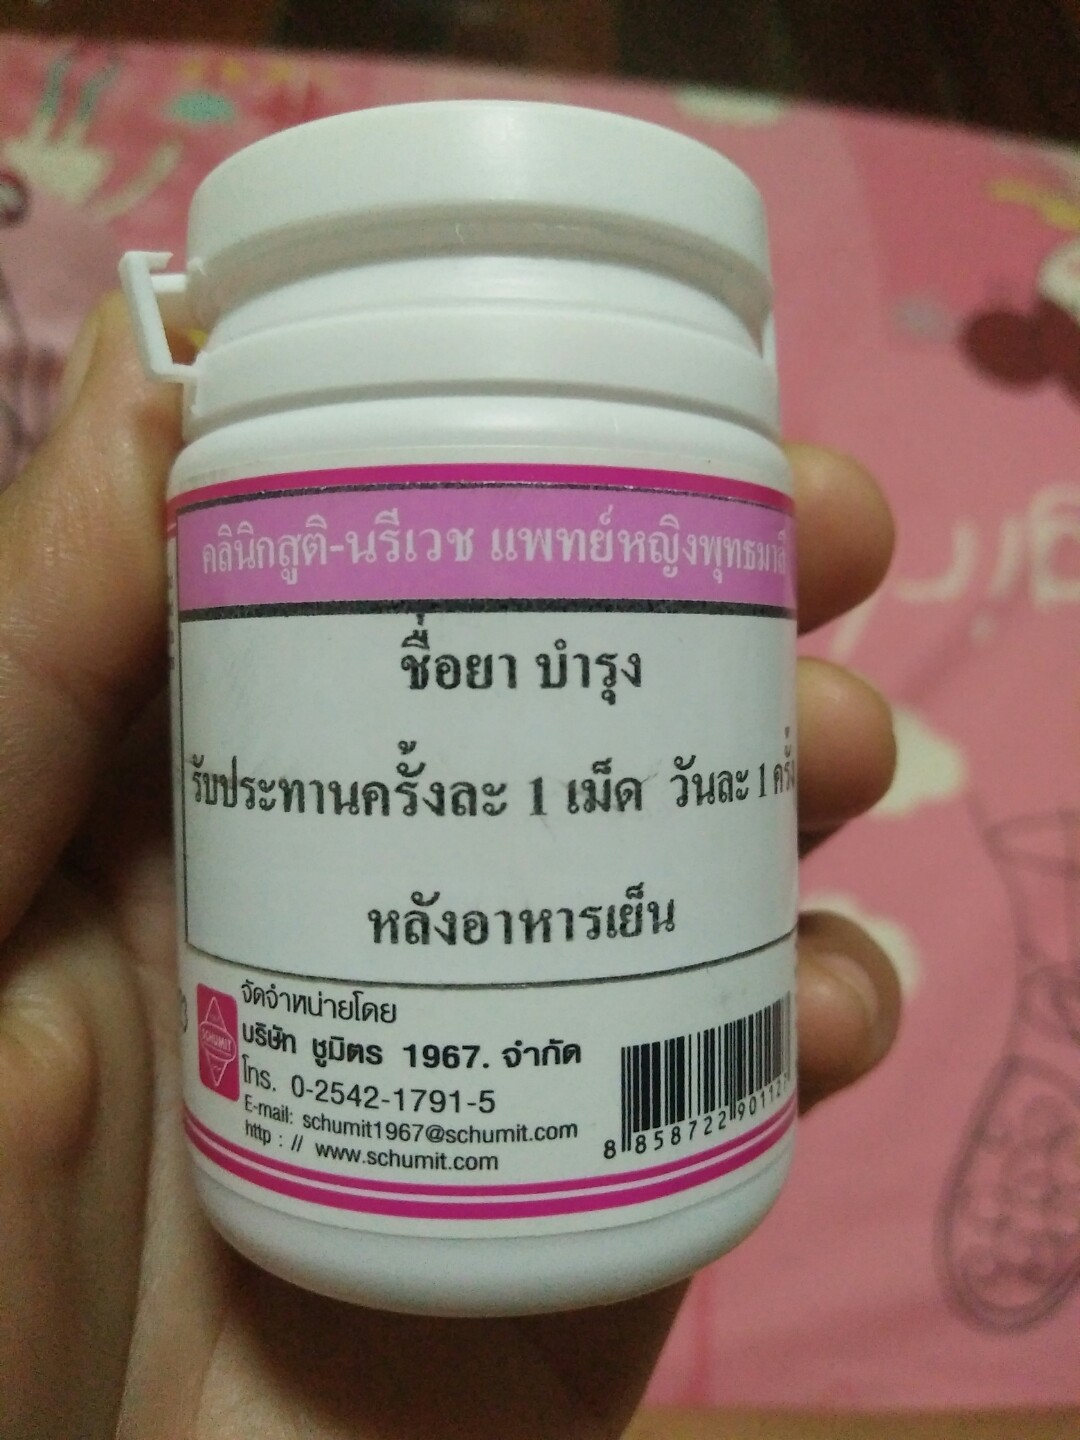 คลินิกสูติ-นรีเวช แพทย์หญิงพุทธมาลี
ชื่อยา บำรุง
รับประทานครั้งละ 1 เม็ด วันละ 1 ครั้ง
หลังอาหารเย็น
จัดจำหน่ายโดย
SCHUMIT
บริษัท ชูมิตร 1967. จำกัด
โทร. 0-2542-1791-5
E-mail: schumit1967@schumit.com
http : // www.schumit.com
8 858722 90112